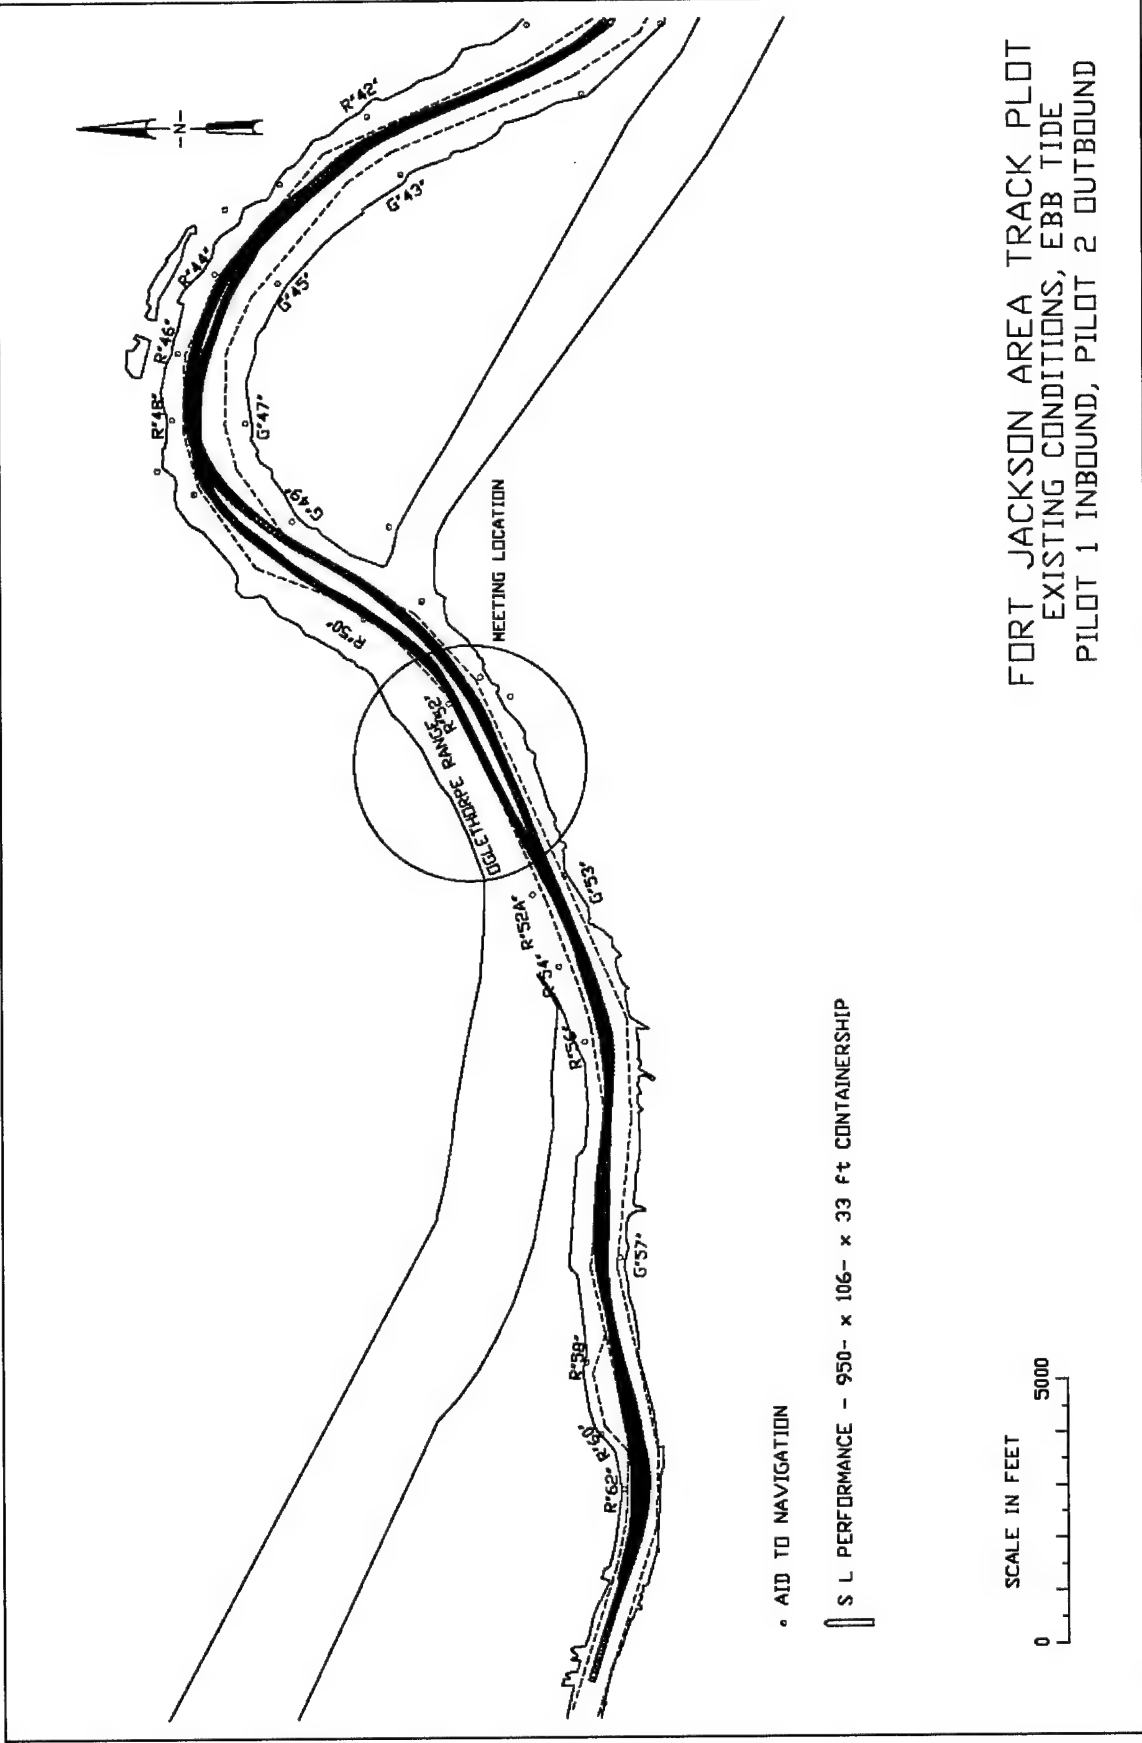 R"62"
R"60"
R"58"
G"57"
R"56"
R"54"
R"52A"
G"53"
OGLETHORPE RANGE
R"52"
R"50"
MEETING LOCATION
G"49"
R"48"
G"47"
R"46"
R"44"
G"45"
-N-
R"42"
G"43"
AID TO NAVIGATION
S L PERFORMANCE - 950- x 106- x 33 ft CONTAINERSHIP
SCALE IN FEET
0 5000
FORT JACKSON AREA TRACK PLOT
EXISTING CONDITIONS, EBB TIDE
PILOT 1 INBOUND, PILOT 2 OUTBOUND